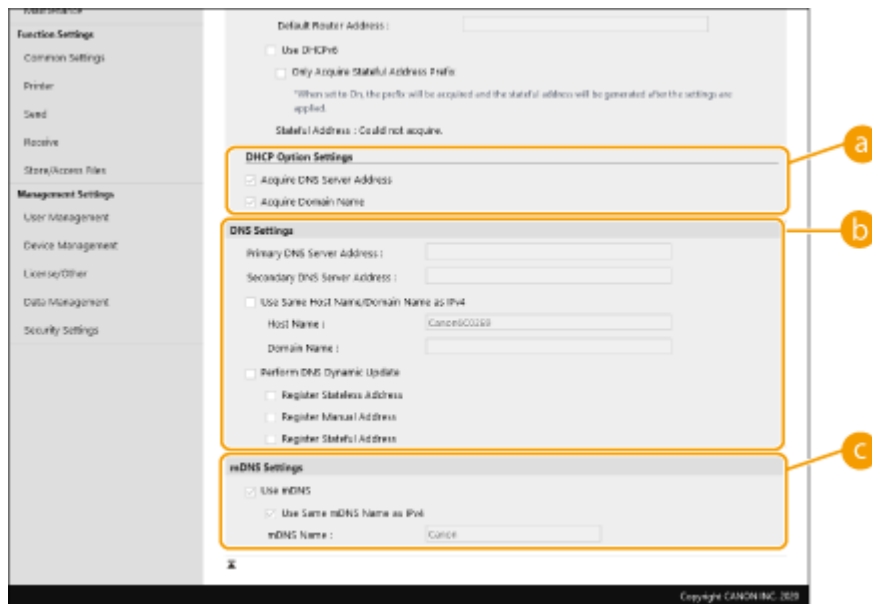 Maintenance
Function Settings
Common Settings
Printer
Send
Receive
Store/Access Files
Management Settings
User Management
Device Management
License/Other
Data Management
Security Settings
Default Router Address :
Use DHCPv6
Only Acquire Stateful Address Prefix
*When set to On, the prefix will be acquired and the stateful address will be generated after the settings are
applied.
Stateful Address : Could not acquire.
DHCP Option Settings
Acquire DNS Server Address
Acquire Domain Name
a
DNS Settings
b
Primary DNS Server Address :
Secondary DNS Server Address :
Use Same Host Name/Domain Name as IPv4
Host Name :
Domain Name :
Perform DNS Dynamic Update
Register Stateless Address
Register Manual Address
Register Stateful Address
c
mDNS Settings
Use mDNS
Use Same mDNS Name as IPv4
mDNS Name : Canon
Copyright CANON INC. 2020